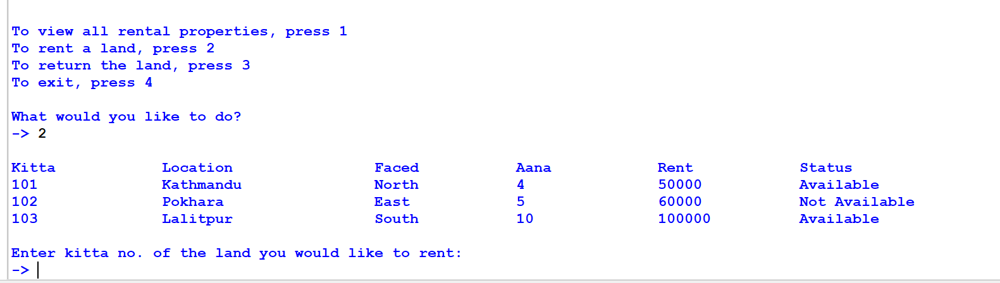 To view all rental properties, press 1
To rent a land, press 2
To return the land, press 3
To exit, press 4
What would you like to do?
-> 2
Kitta Location Faced Aana Rent Status
101 Kathmandu North 4 50000 Available
102 Pokhara East 5 60000 Not Available
103 Lalitpur South 10 100000 Available
Enter kitta no. of the land you would like to rent:
->